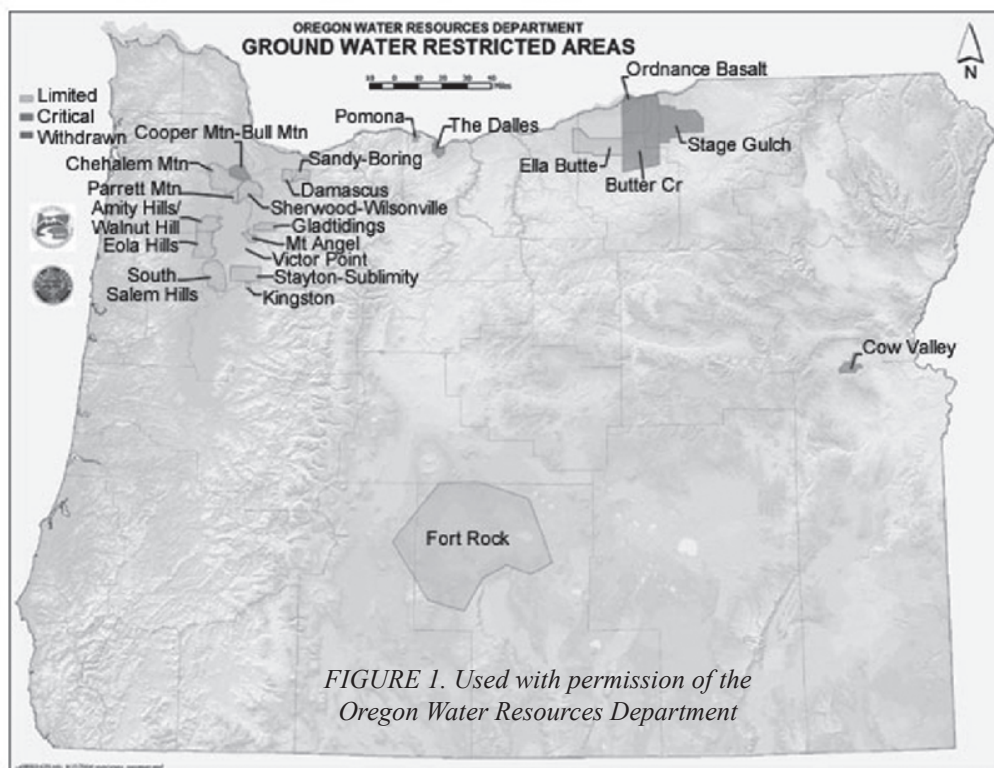 OREGON WATER RESOURCES DEPARTMENT
GROUND WATER RESTRICTED AREAS
N
Limited
Critical
Withdrawn
Cooper Mtn-Bull Mtn
Chehalem Mtn
Parrett Mtn
Amity Hills/
Walnut Hill
Eola Hills
South
Salem Hills
Pomona
The Dalles
Sandy-Boring
Damascus
Sherwood-Wilsonville
Gladtidings
Mt Angel
Victor Point
Stayton-Sublimity
Kingston
Ordnance Basalt
Stage Gulch
Ella Butte
Butter Cr
Cow Valley
Fort Rock
FIGURE 1. Used with permission of the
Oregon Water Resources Department